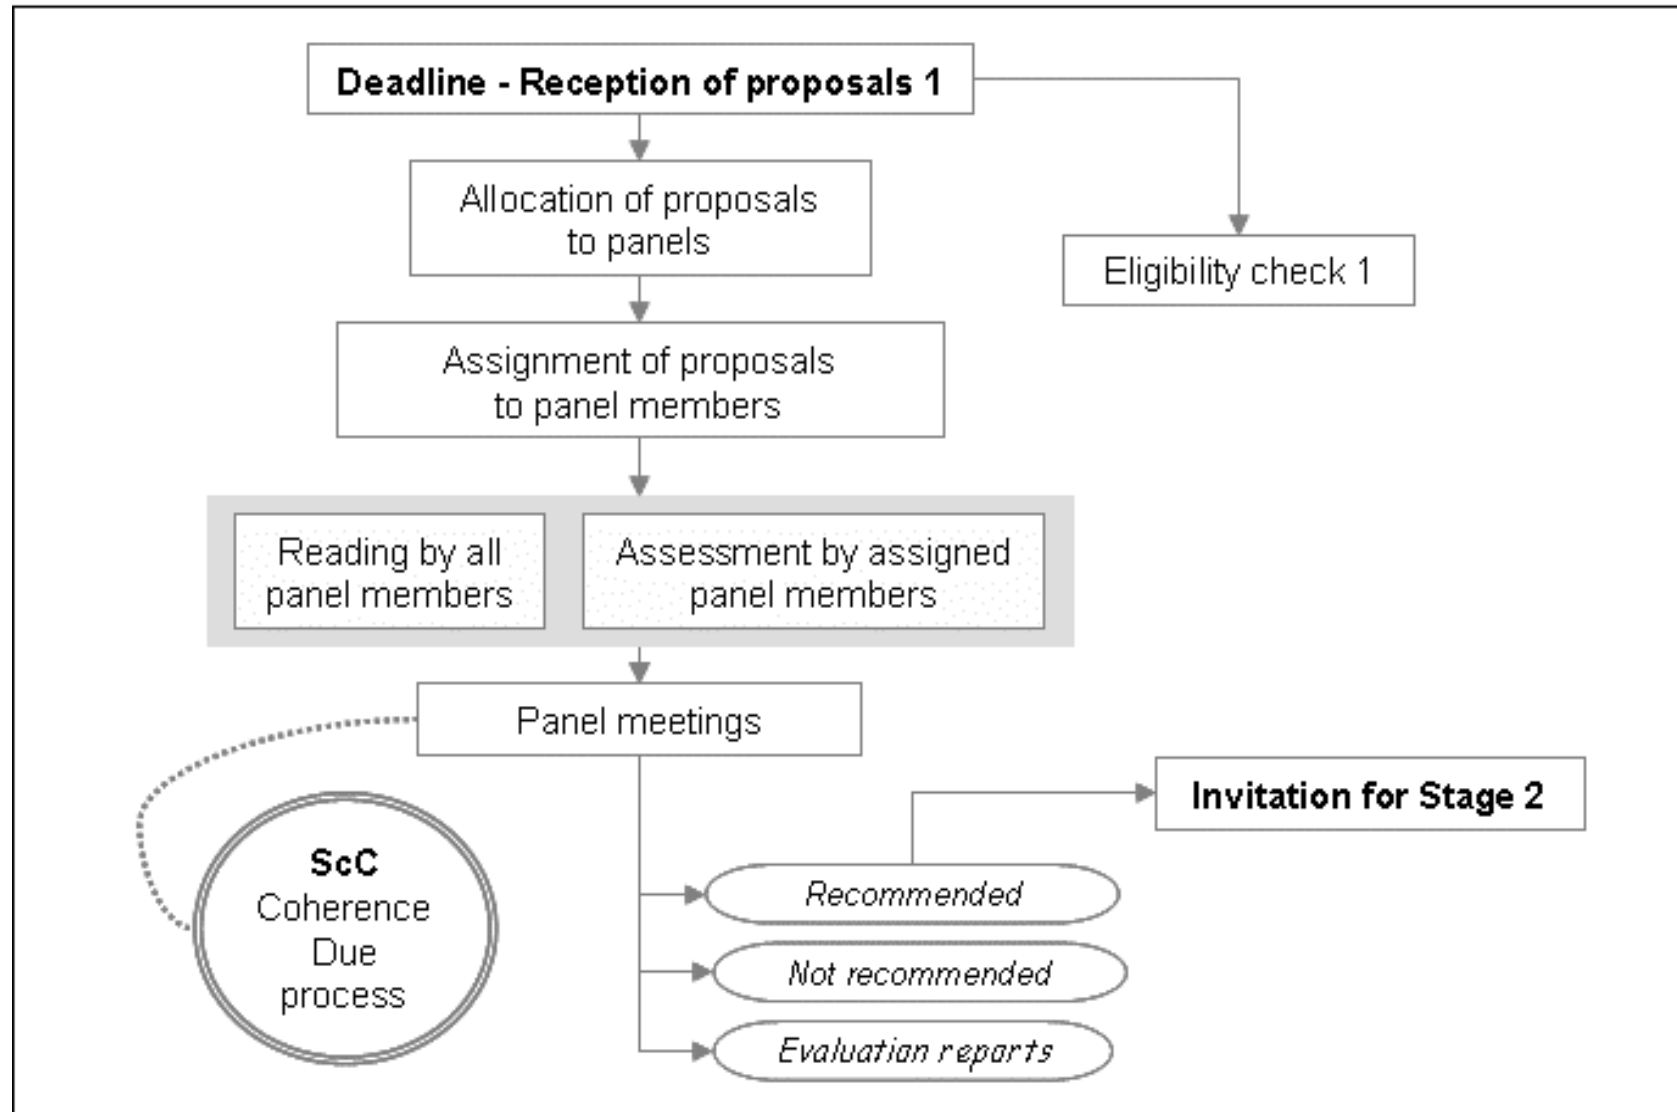 Deadline - Reception of proposals 1
Allocation of proposals
to panels
Eligibility check 1
Assignment of proposals
to panel members
Reading by all
panel members
Assessment by assigned
panel members
Panel meetings
Invitation for Stage 2
ScC
Coherence
Due
process
Recommended
Not recommended
Evaluation reports